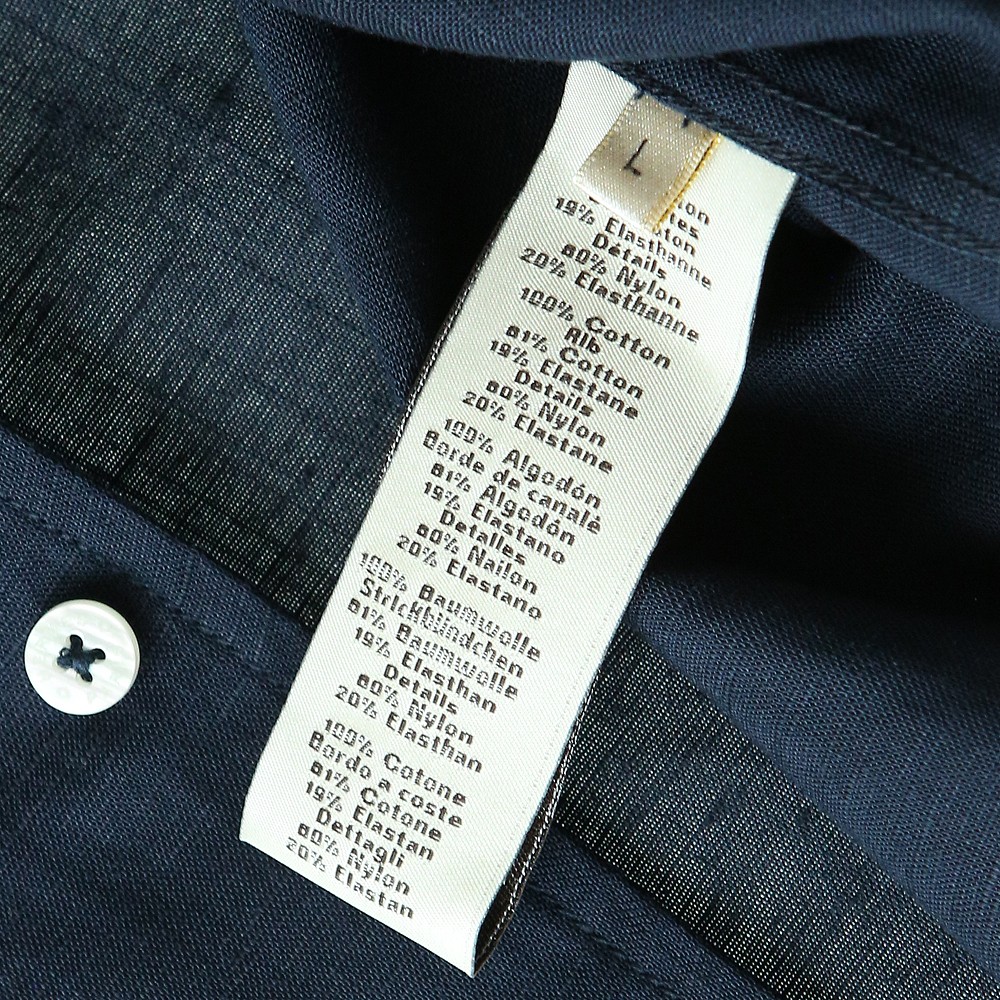 L
19% Elasthanne
Détails
80% Nylon
20% Elasthanne
100% Cotton
Rib
81% Cotton
19% Elastane
Details
80% Nylon
20% Elastane
100% Algodón
Borde de canalè
81% Algodón
19% Elastano
Detalles
80% Nailon
20% Elastano
100% Baumwolle
Strickbündchen
81% Baumwolle
19% Elasthan
Details
80% Nylon
20% Elasthan
100% Cotone
Bordo a coste
81% Cotone
19% Elastan
Dettagli
80% Nylon
20% Elastan